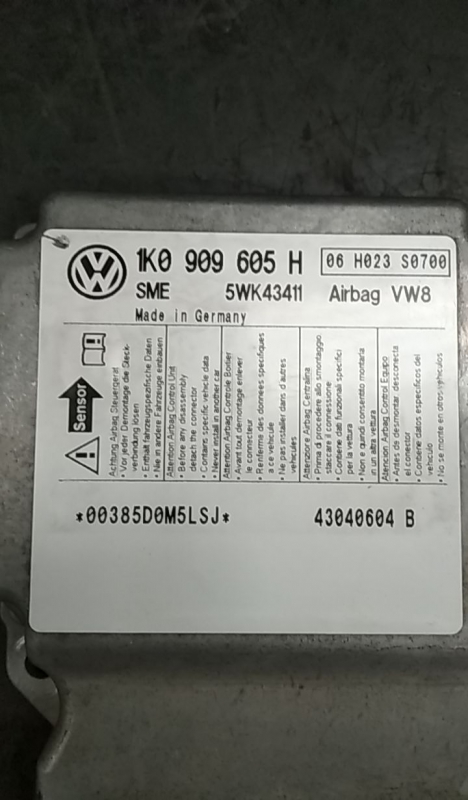 1K0 909 605 H
06 H023 S0700
SME 5WK43411 Airbag VW8
Made in Germany
Sensor
Achtung Airbag Steuergerät
• Vor jeder Demontage die Steck-
verbindung lösen
• Enthält fahrzeugspezifische Daten
• Nie in andere Fahrzeuge einbauen
Attention Airbag Control Unit
• Before any disassembly
detach the connector
• Contains specific vehicle data
• Never install in another car
Attention Airbag Controle Boitier
• Avant tout démontage enlever
le connecteur
• Renferme des données spécifiques
à ce véhicule
• Ne pas installer dans d'autres
véhicules
Attenzione Airbag Centralina
• Prima di procedere allo smontaggio
staccare il connessione
• Contiene dati funzionali specifici
per la vettura
• Non e quindi consentito montarla
in un altra vettura
Atencion Airbag Control Equipo
• Antes de desmontar desconecta
el conector
• Contiene datos especificos del
vehiculo
• No se monte en otros vehiculos
*00385D0M5LSJ* 43040604 B